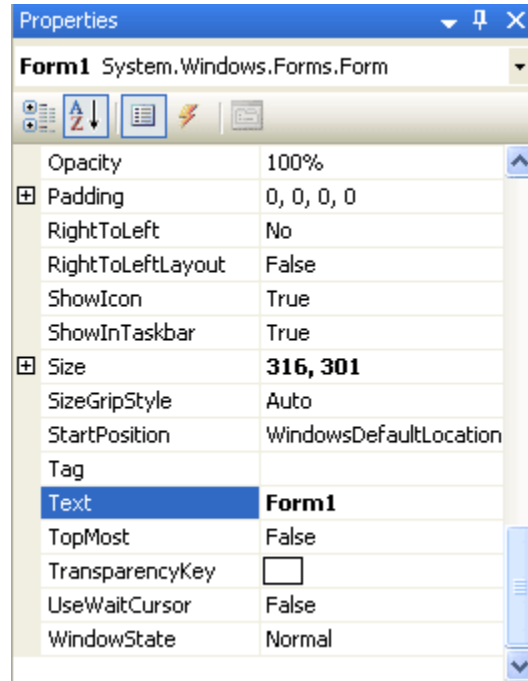 Properties
Form1 System.Windows.Forms.Form
A
Z
Opacity 100%
Padding 0, 0, 0, 0
RightToLeft No
RightToLeftLayout False
ShowIcon True
ShowInTaskbar True
Size 316, 301
SizeGripStyle Auto
StartPosition WindowsDefaultLocation
Tag
Text Form1
TopMost False
TransparencyKey
UseWaitCursor False
WindowState Normal